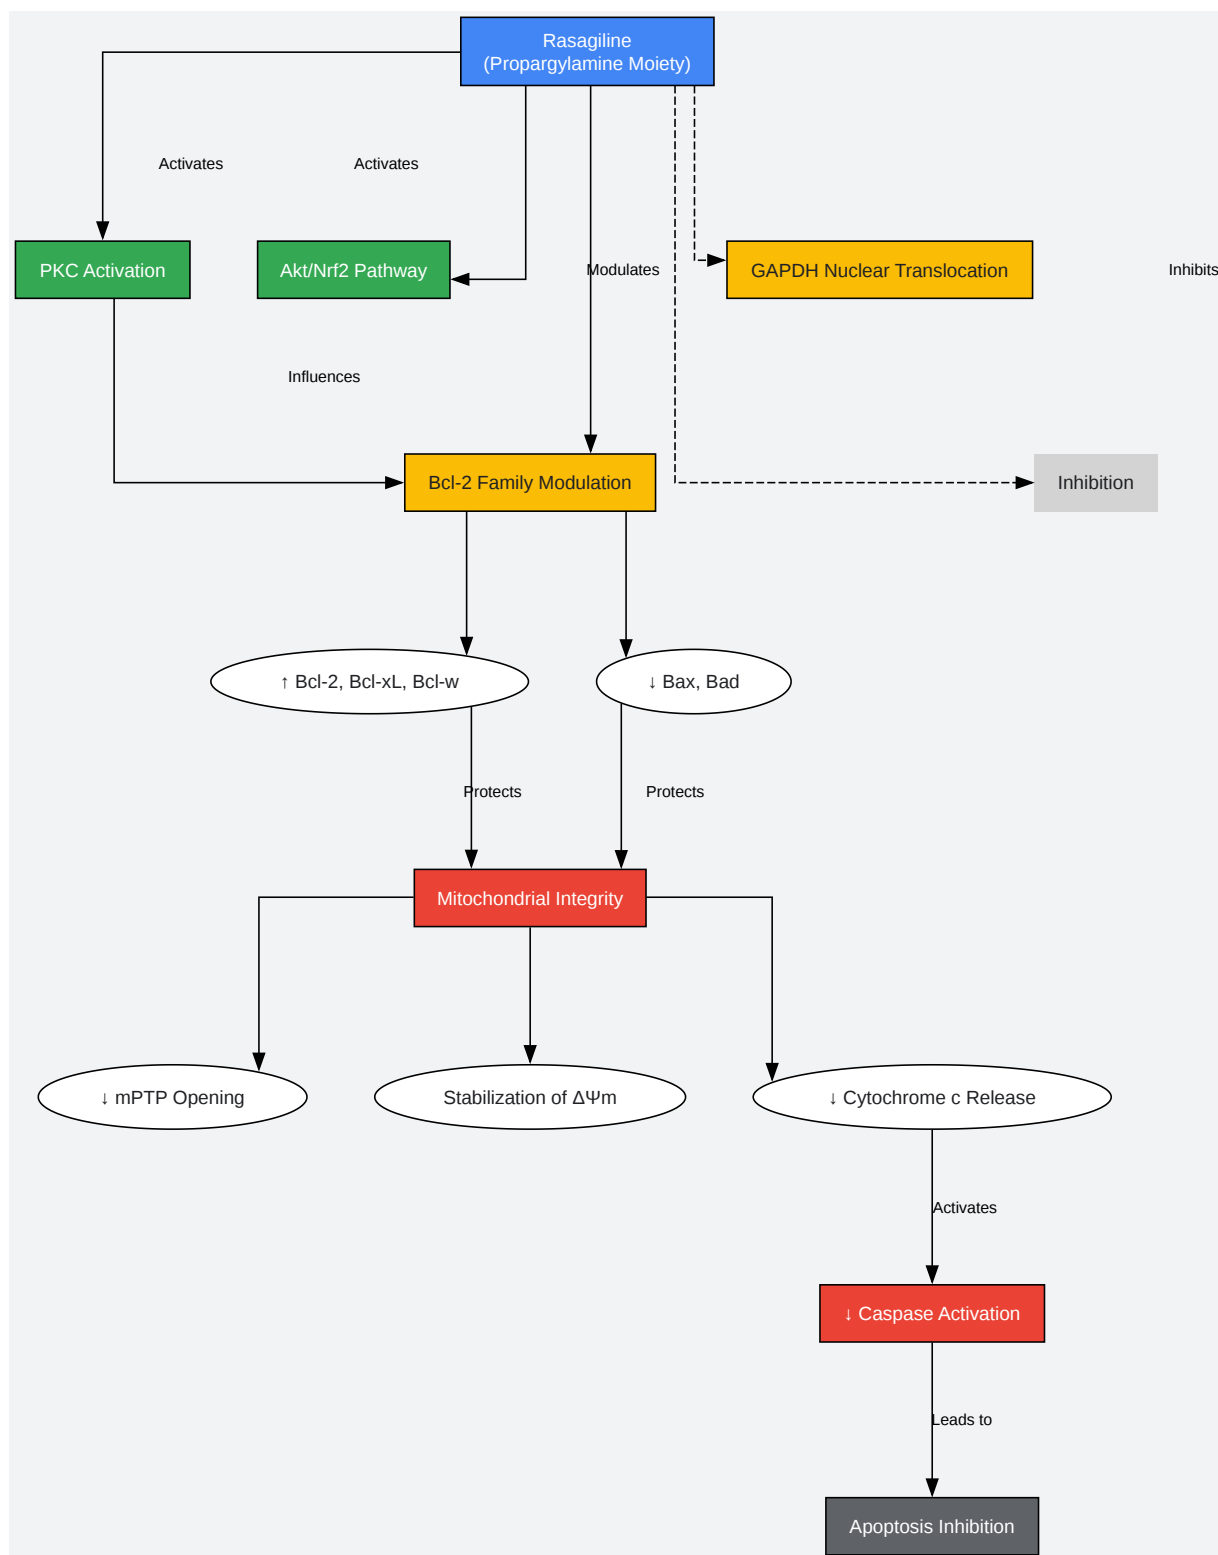 Rasagiline
(Propargylamine Moiety)
Activates
Activates
PKC Activation
Akt/Nrf2 Pathway
Modulates
GAPDH Nuclear Translocation
Inhibits
Influences
Bcl-2 Family Modulation
Inhibition
↑ Bcl-2, Bcl-xL, Bcl-w
↓ Bax, Bad
Protects
Protects
Mitochondrial Integrity
↓ mPTP Opening
Stabilization of ΔΨm
↓ Cytochrome c Release
Activates
↓ Caspase Activation
Leads to
Apoptosis Inhibition